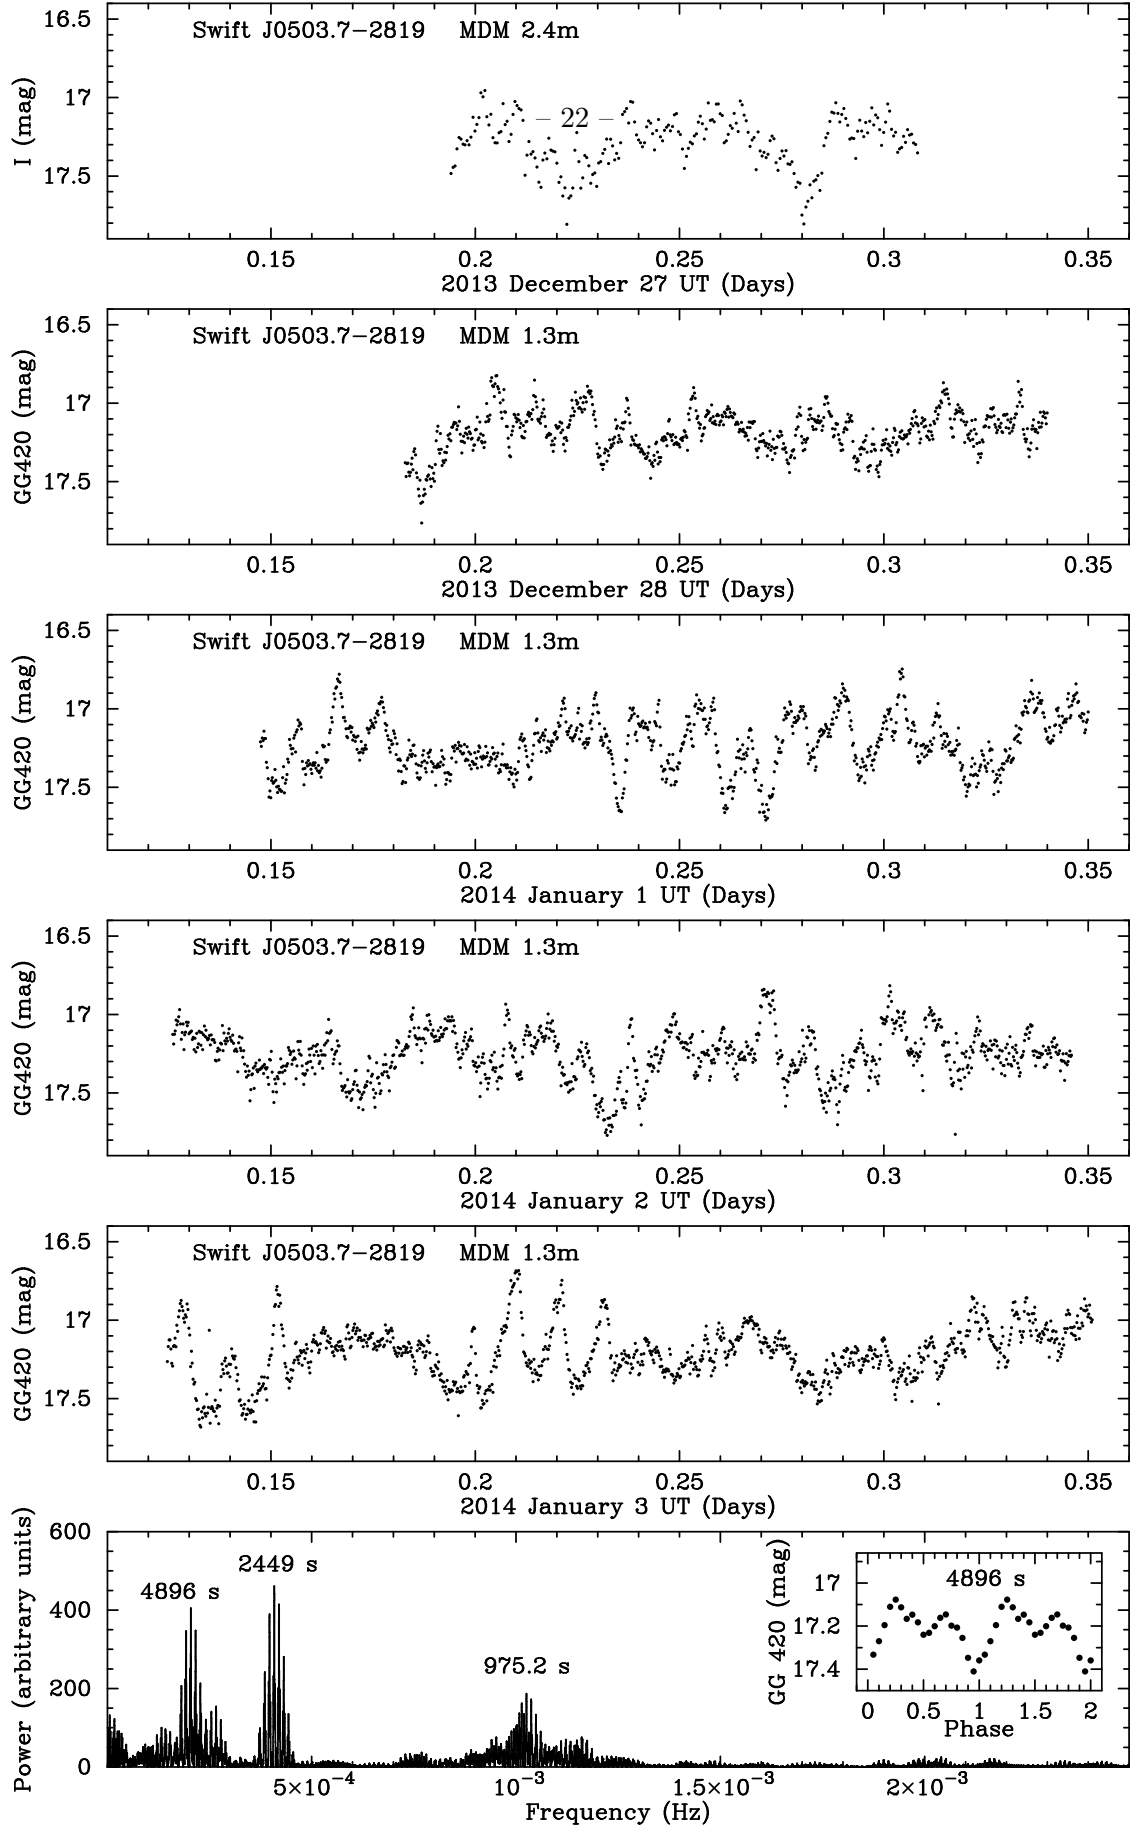 16.5
Swift J0503.7−2819 MDM 2.4m
17
– 22 –
17.5
I (mag)
0.15 0.2 0.25 0.3 0.35
2013 December 27 UT (Days)
16.5
Swift J0503.7−2819 MDM 1.3m
17
17.5
GG420 (mag)
0.15 0.2 0.25 0.3 0.35
2013 December 28 UT (Days)
16.5
Swift J0503.7−2819 MDM 1.3m
17
17.5
GG420 (mag)
0.15 0.2 0.25 0.3 0.35
2014 January 1 UT (Days)
16.5
Swift J0503.7−2819 MDM 1.3m
17
17.5
GG420 (mag)
0.15 0.2 0.25 0.3 0.35
2014 January 2 UT (Days)
16.5
Swift J0503.7−2819 MDM 1.3m
17
17.5
GG420 (mag)
0.15 0.2 0.25 0.3 0.35
2014 January 3 UT (Days)
600
400
200
0
Power (arbitrary units)
4896 s
2449 s
975.2 s
5×10⁻⁴ 10⁻³ 1.5×10⁻³ 2×10⁻³
Frequency (Hz)
GG 420 (mag)
17
17.2
17.4
4896 s
0 0.5 1 1.5 2
Phase